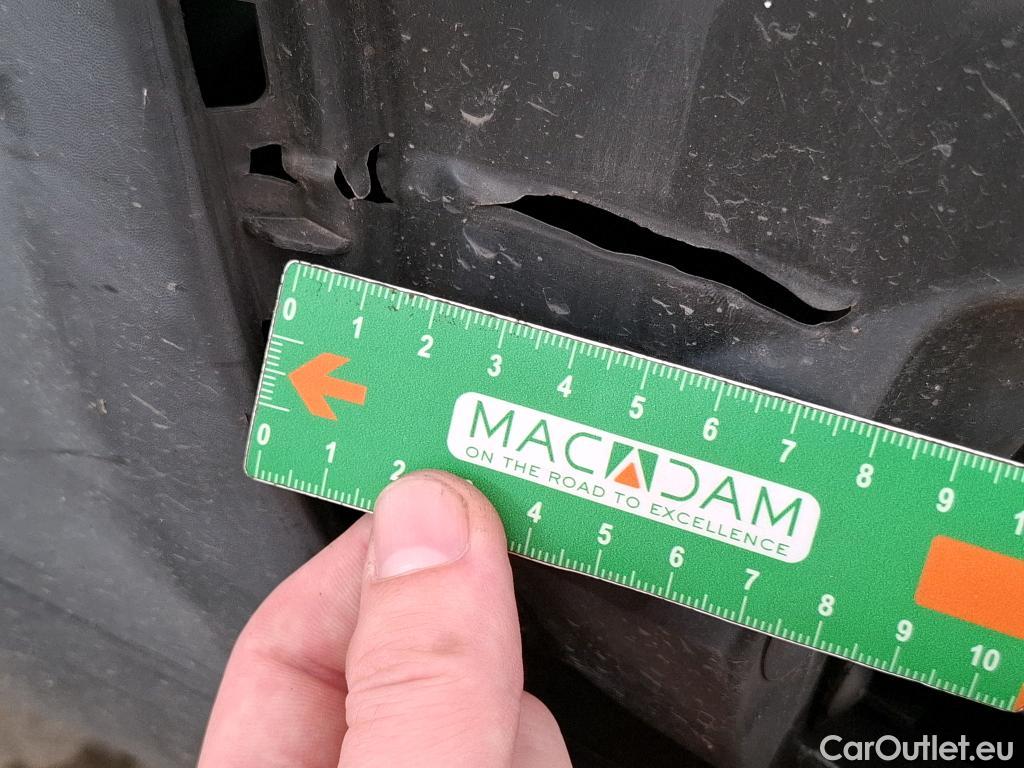 0 1 2 3 4 5 6 7 8 9 1
MACADAM
ON THE ROAD TO EXCELLENCE
0 1 2 4 5 6 7 8 9 10
CarOutlet.eu